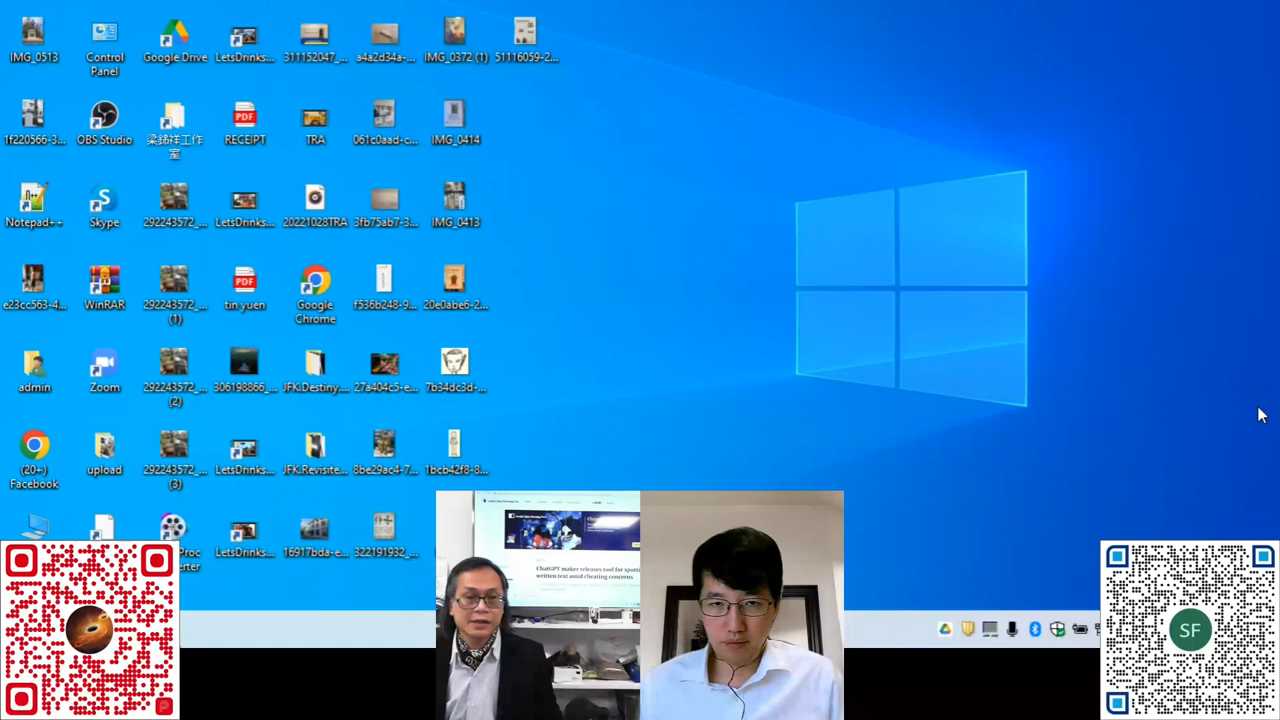 IMG_0513
Control
Panel
Google Drive
LetsDrinks...
311152047_...
a4a2d34a-...
IMG_0372 (1)
51116059-2...
1f220566-3...
OBS Studio
梁錦祥工作
室
RECEIPT
TRA
061c0aad-c...
IMG_0414
Notepad++
Skype
292243572_...
LetsDrinks...
20221028TRA
3fb75ab7-3...
IMG_0413
e23cc563-4...
WinRAR
292243572_...
(1)
tin yuen
Google
Chrome
f536b248-9...
20e0abe6-2...
admin
Zoom
292243572_...
(2)
306198866_...
JFK.Destiny....
27a404c5-e...
7b34dc3d-...
(20+)
Facebook
upload
292243572_...
(3)
LetsDrinks...
JFK.Revisite...
8be29ac4-7...
1bcb42f8-8...
Proc
erter
LetsDrinks...
16917bda-e...
322191932_...
ChatGPT maker releases tool for spott
written text amid cheating concerns
SF